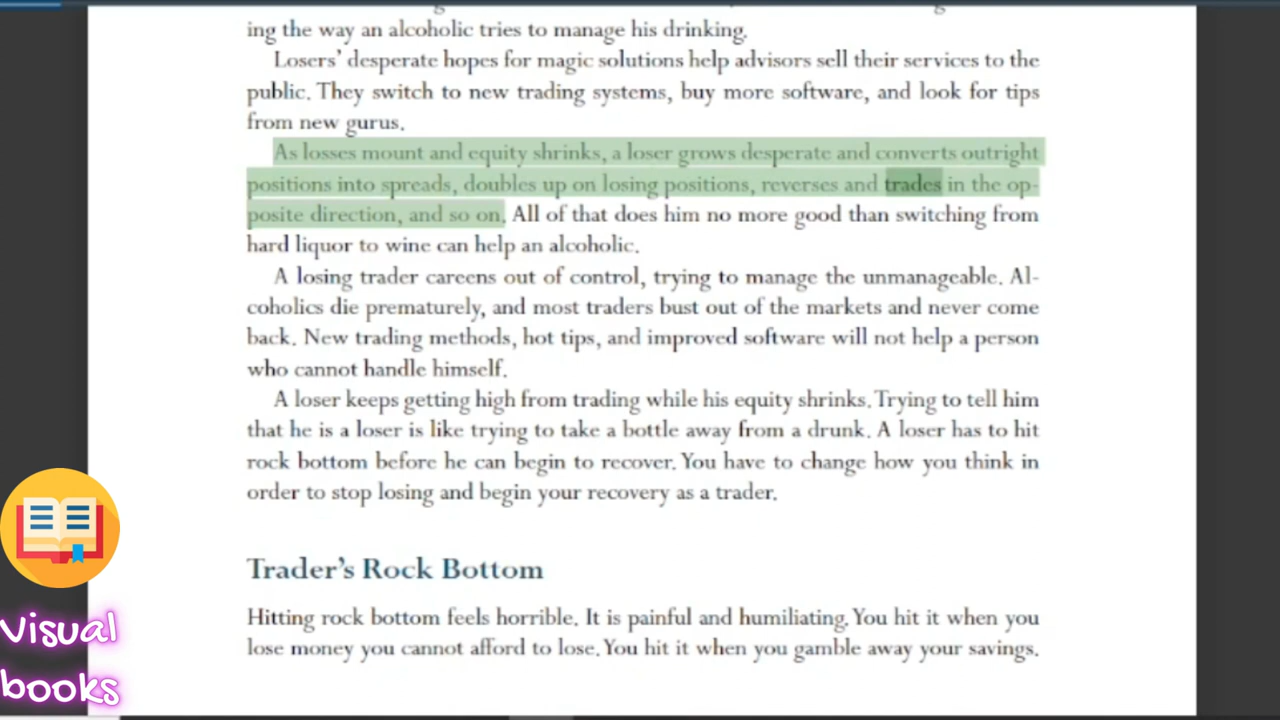 ing the way an alcoholic tries to manage his drinking.
Losers' desperate hopes for magic solutions help advisors sell their services to the
public. They switch to new trading systems, buy more software, and look for tips
from new gurus.
As losses mount and equity shrinks, a loser grows desperate and converts outright
positions into spreads, doubles up on losing positions, reverses and trades in the op-
posite direction, and so on. All of that does him no more good than switching from
hard liquor to wine can help an alcoholic.
A losing trader careens out of control, trying to manage the unmanageable. Al-
coholics die prematurely, and most traders bust out of the markets and never come
back. New trading methods, hot tips, and improved software will not help a person
who cannot handle himself.
A loser keeps getting high from trading while his equity shrinks. Trying to tell him
that he is a loser is like trying to take a bottle away from a drunk. A loser has to hit
rock bottom before he can begin to recover. You have to change how you think in
order to stop losing and begin your recovery as a trader.
Trader's Rock Bottom
Hitting rock bottom feels horrible. It is painful and humiliating. You hit it when you
lose money you cannot afford to lose. You hit it when you gamble away your savings.
Visual
books